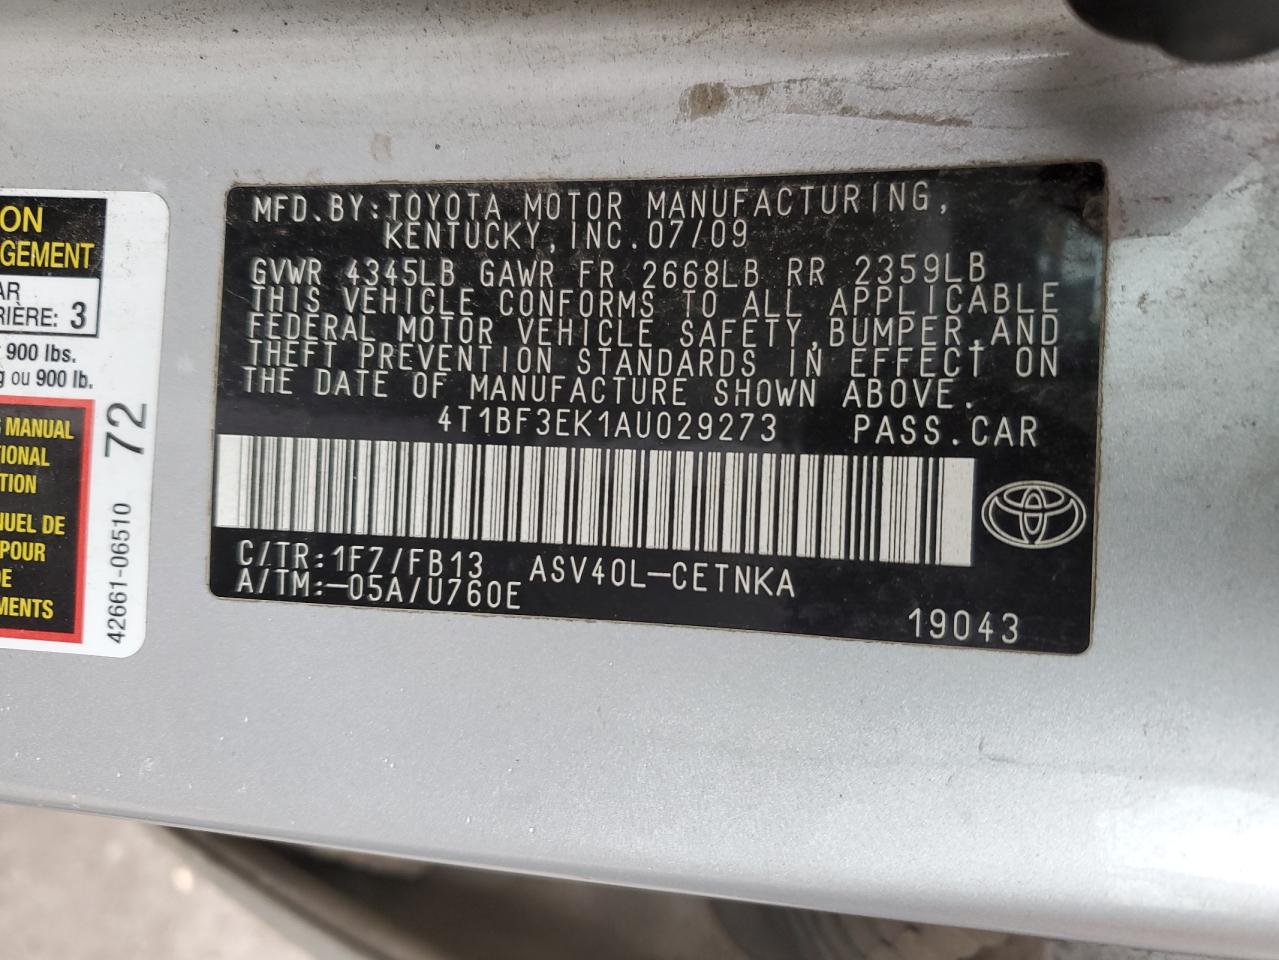 ON
GEMENT
AR
RIÈRE: 3
900 lbs.
g ou 900 lb.
MANUAL
TIONAL
TION
NUEL DE
POUR
DE
MENTS
42661-06510 72
MFD.BY:TOYOTA MOTOR MANUFACTURING,
KENTUCKY,INC.07/09
GVWR 4345LB GAWR FR 2668LB RR 2359LB
THIS VEHICLE CONFORMS TO ALL APPLICABLE
FEDERAL MOTOR VEHICLE SAFETY,BUMPER,AND
THEFT PREVENTION STANDARDS IN EFFECT ON
THE DATE OF MANUFACTURE SHOWN ABOVE.
4T1BF3EK1AU029273 PASS.CAR
C/TR:1F7/FB13 ASV40L-CETNKA
A/TM:-05A/U760E
19043